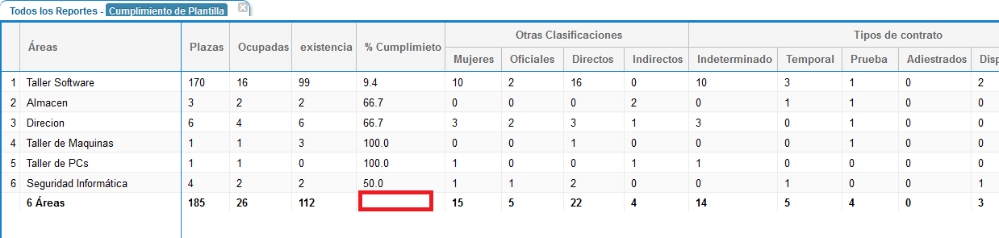 Todos los Reportes - Cumplimiento de Plantilla
Otras Clasificaciones Tipos de contrato
Áreas Plazas Ocupadas existencia % Cumplimieto Mujeres Oficiales Directos Indirectos Indeterminado Temporal Prueba Adiestrados Disp
1 Taller Software 170 16 99 9.4 10 2 16 0 10 3 1 0 2
2 Almacen 3 2 2 66.7 0 0 0 2 0 1 1 0 0
3 Direcion 6 4 6 66.7 3 2 3 1 3 0 1 0 0
4 Taller de Maquinas 1 1 3 100.0 0 0 1 0 0 0 1 0 0
5 Taller de PCs 1 1 0 100.0 1 0 0 1 1 0 0 0 0
6 Seguridad Informática 4 2 2 50.0 1 1 2 0 0 1 0 0 1
6 Áreas 185 26 112 15 5 22 4 14 5 4 0 3